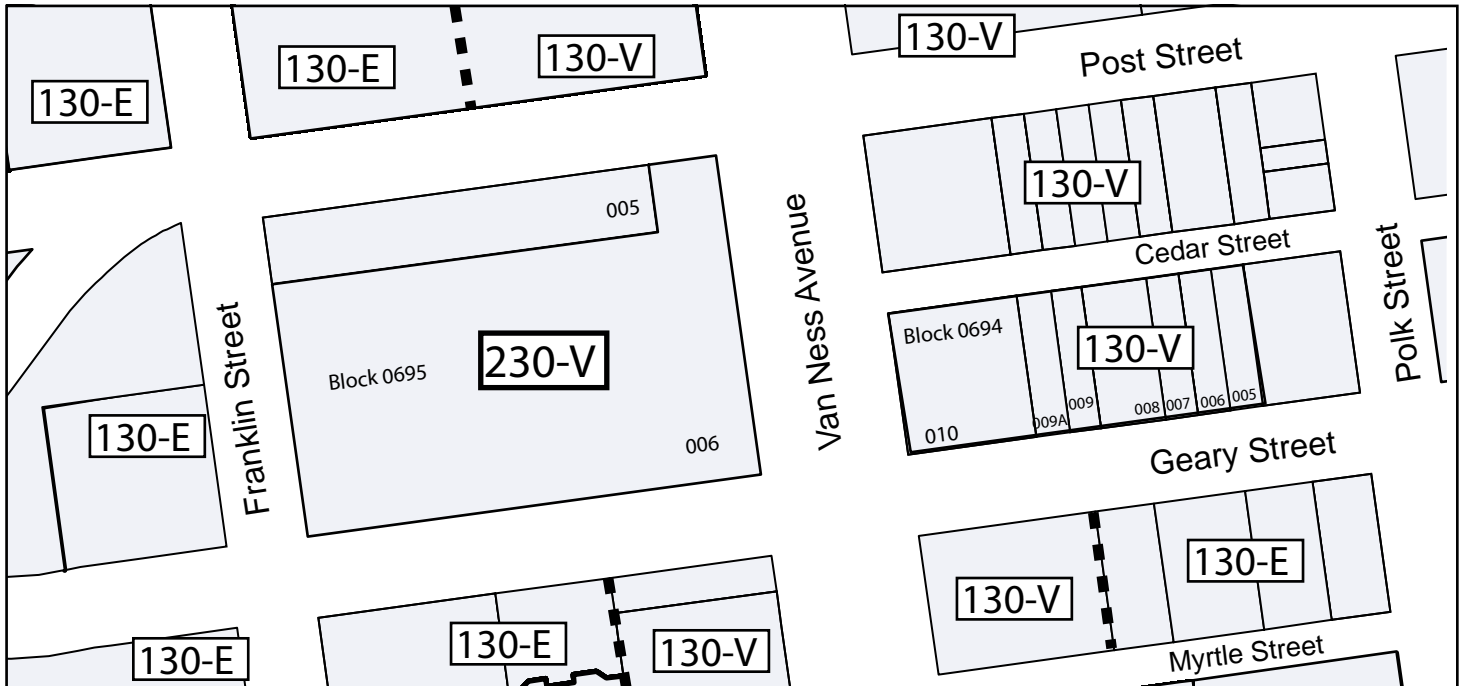 130-V
130-E
130-V
130-E
Post Street
130-V
005
Van Ness Avenue
Cedar Street
Polk Street
Franklin Street
Block 0695
230-V
006
Block 0694
130-V
010
009A
009
008
007
006
005
130-E
Geary Street
130-E
130-V
130-E
130-V
130-E
Myrtle Street